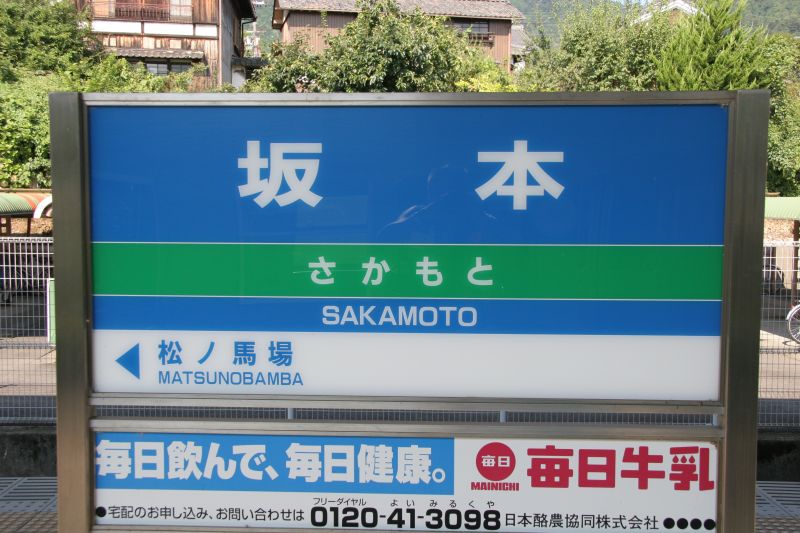 坂本
さかもと
SAKAMOTO
◀ 松ノ馬場
MATSUNOBAMBA
毎日飲んで、毎日健康。
毎日
MAINICHI
毎日牛乳
フリーダイヤル よいみるくや
●宅配のお申し込み、お問い合わせは 0120-41-3098 日本酪農協同株式会社●●●●